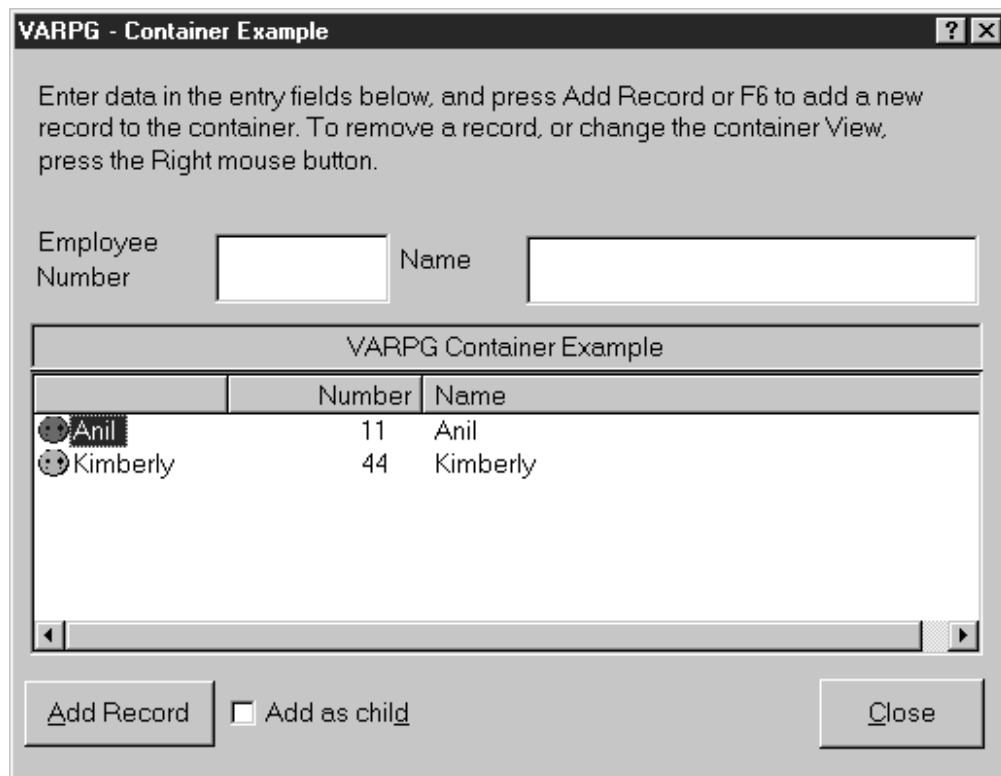 VARPG - Container Example
Enter data in the entry fields below, and press Add Record or F6 to add a new
record to the container. To remove a record, or change the container View,
press the Right mouse button.
Employee
Number
Name
VARPG Container Example
Number Name
Anil 11 Anil
Kimberly 44 Kimberly
Add Record Add as child Close